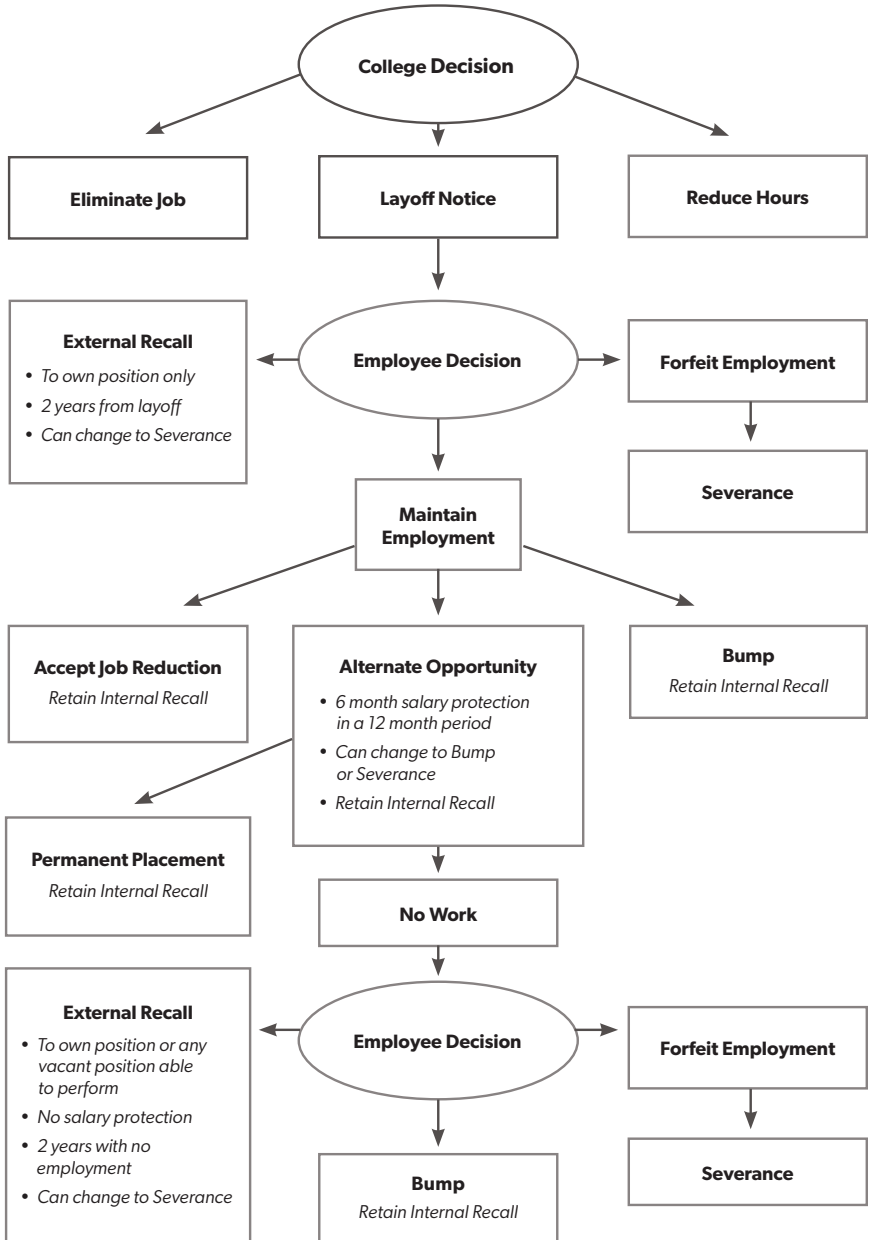 College Decision
Eliminate Job
Layoff Notice
Reduce Hours
External Recall
• To own position only
• 2 years from layoff
• Can change to Severance
Employee Decision
Forfeit Employment
Severance
Maintain
Employment
Accept Job Reduction
Retain Internal Recall
Alternate Opportunity
• 6 month salary protection
in a 12 month period
• Can change to Bump
or Severance
• Retain Internal Recall
Bump
Retain Internal Recall
Permanent Placement
Retain Internal Recall
No Work
External Recall
• To own position or any
vacant position able
to perform
• No salary protection
• 2 years with no
employment
• Can change to Severance
Employee Decision
Forfeit Employment
Severance
Bump
Retain Internal Recall